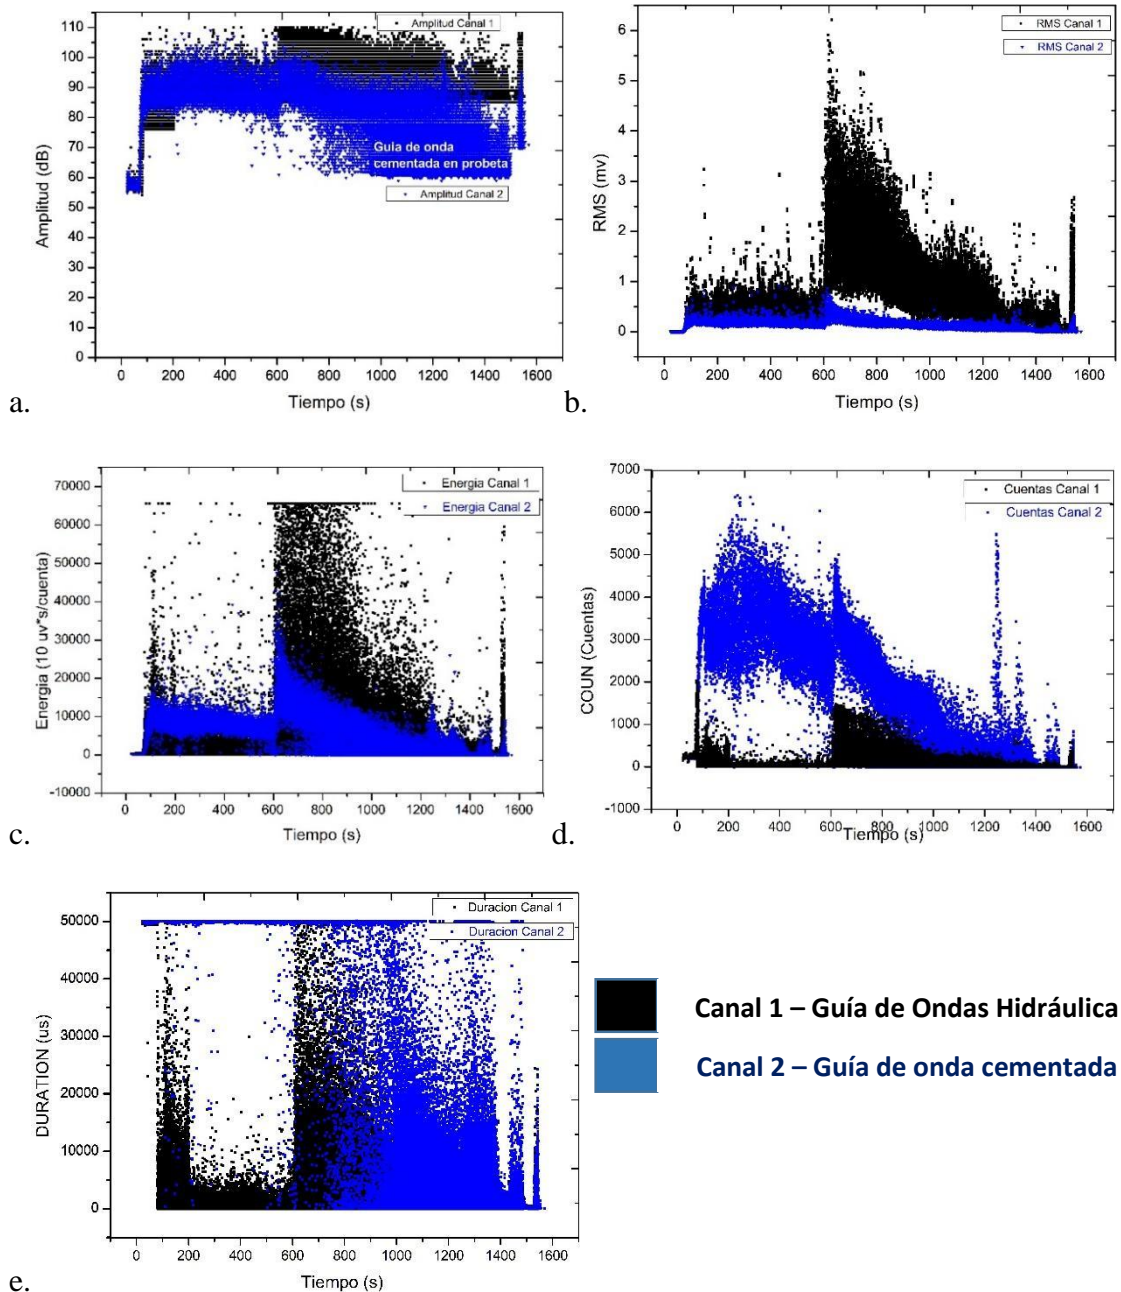 110
100
90
80
70
60
50
40
30
20
10
0
Amplitud (dB)
Amplitud Canal 1
Guia de onda
cementada en probeta
Amplitud Canal 2
0 200 400 600 800 1000 1200 1400 1600
Tiempo (s)
a.
6
5
4
3
2
1
0
RMS (mv)
RMS Canal 1
RMS Canal 2
0 200 400 600 800 1000 1200 1400 1600
Tiempo (s)
b.
70000
60000
50000
40000
30000
20000
10000
0
-10000
Energia (10 uv*s/cuenta)
Energia Canal 1
Energia Canal 2
0 200 400 600 800 1000 1200 1400 1600
Tiempo (s)
c.
7000
6000
5000
4000
3000
2000
1000
0
-1000
COUN (Cuentas)
Cuentas Canal 1
Cuentas Canal 2
0 200 400 600 800 1000 1200 1400 1600
Tiempo (s)
d.
50000
40000
30000
20000
10000
0
DURATION (us)
Duracion Canal 1
Duracion Canal 2
0 200 400 600 800 1000 1200 1400 1600
Tiempo (s)
e.
Canal 1 – Guía de Ondas Hidráulica
Canal 2 – Guía de onda cementada